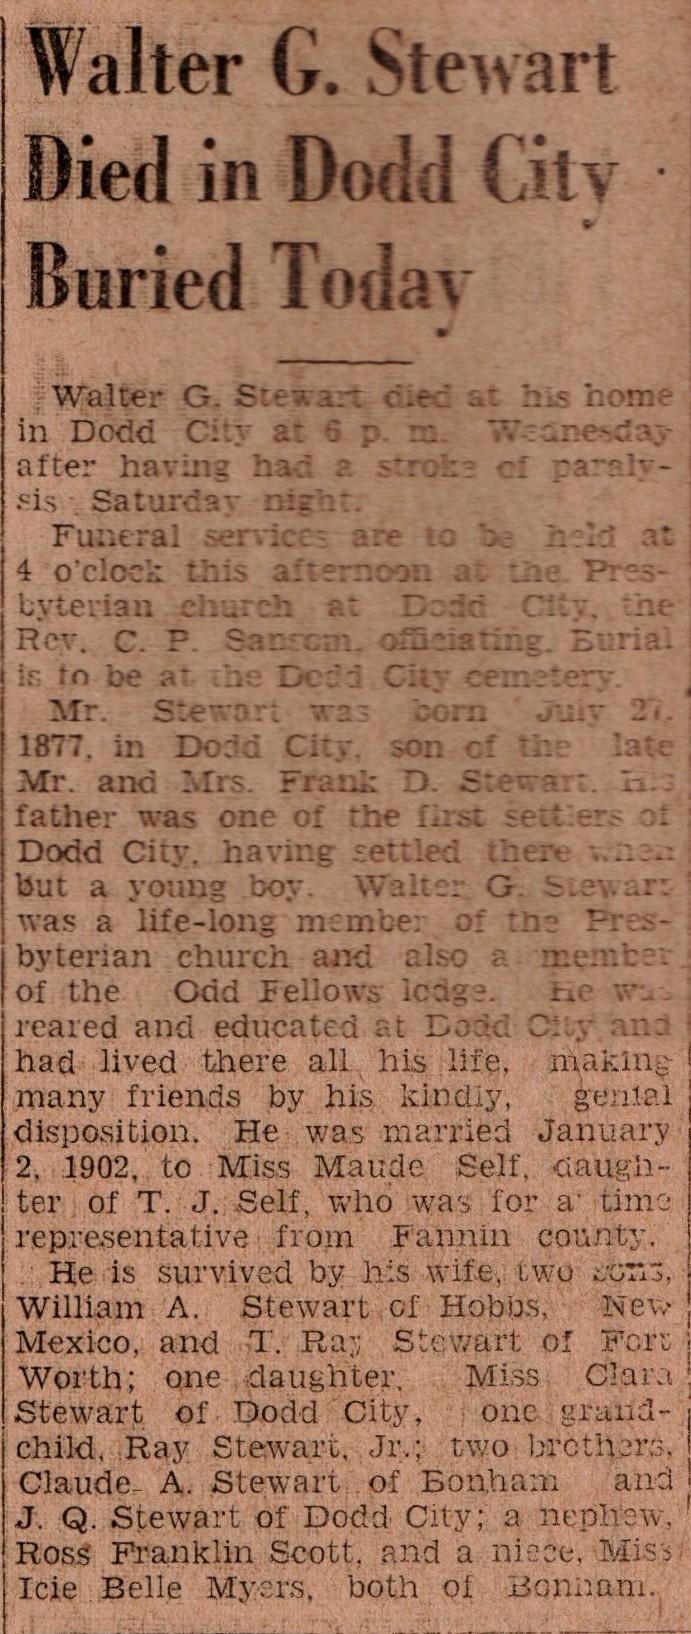 Walter G. Stewart
Died in Dodd City
Buried Today
Walter G. Stewart died at his home
in Dodd City at 6 p. m. Wednesday
after having had a stroke of paraly-
sis Saturday night.
Funeral services are to be held at
4 o'clock this afternoon at the Pres-
byterian church at Dodd City, the
Rev. C. P. Sansom, officiating. Burial
is to be at the Dodd City cemetery.
Mr. Stewart was born July 27,
1877, in Dodd City, son of the late
Mr. and Mrs. Frank D. Stewart. His
father was one of the first settlers of
Dodd City, having settled there when
but a young boy. Walter G. Stewart
was a life-long member of the Pres-
byterian church and also a member
of the Odd Fellows lodge. He was
reared and educated at Dodd City and
had lived there all his life, making
many friends by his kindly, genial
disposition. He was married January
2, 1902, to Miss Maude Self, daugh-
ter of T. J. Self, who was for a time
representative from Fannin county.
He is survived by his wife, two sons,
William A. Stewart of Hobbs, New
Mexico, and T. Ray Stewart of Fort
Worth; one daughter, Miss Clara
Stewart of Dodd City, one grand-
child, Ray Stewart, Jr.; two brothers,
Claude A. Stewart of Bonham and
J. Q. Stewart of Dodd City; a nephew,
Ross Franklin Scott, and a niece, Miss
Icie Belle Myers, both of Bonham.